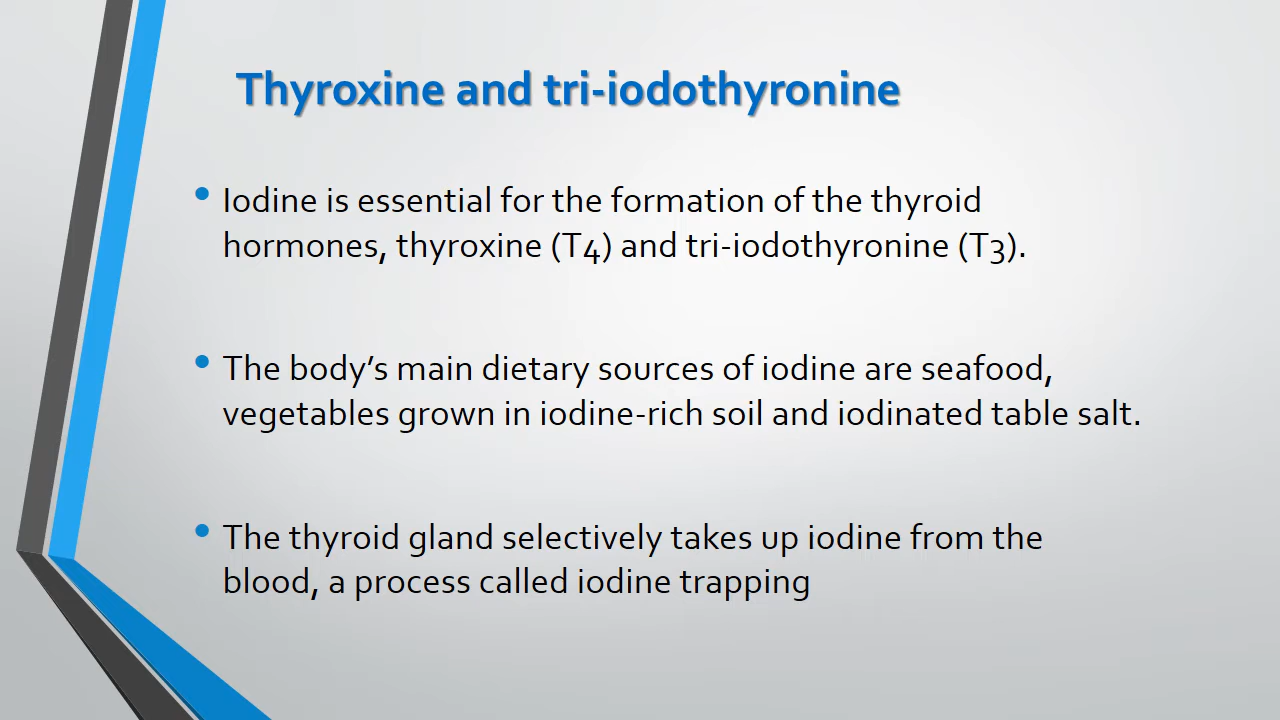 Thyroxine and tri-iodothyronine
• Iodine is essential for the formation of the thyroid
hormones, thyroxine (T4) and tri-iodothyronine (T3).
• The body’s main dietary sources of iodine are seafood,
vegetables grown in iodine-rich soil and iodinated table salt.
• The thyroid gland selectively takes up iodine from the
blood, a process called iodine trapping